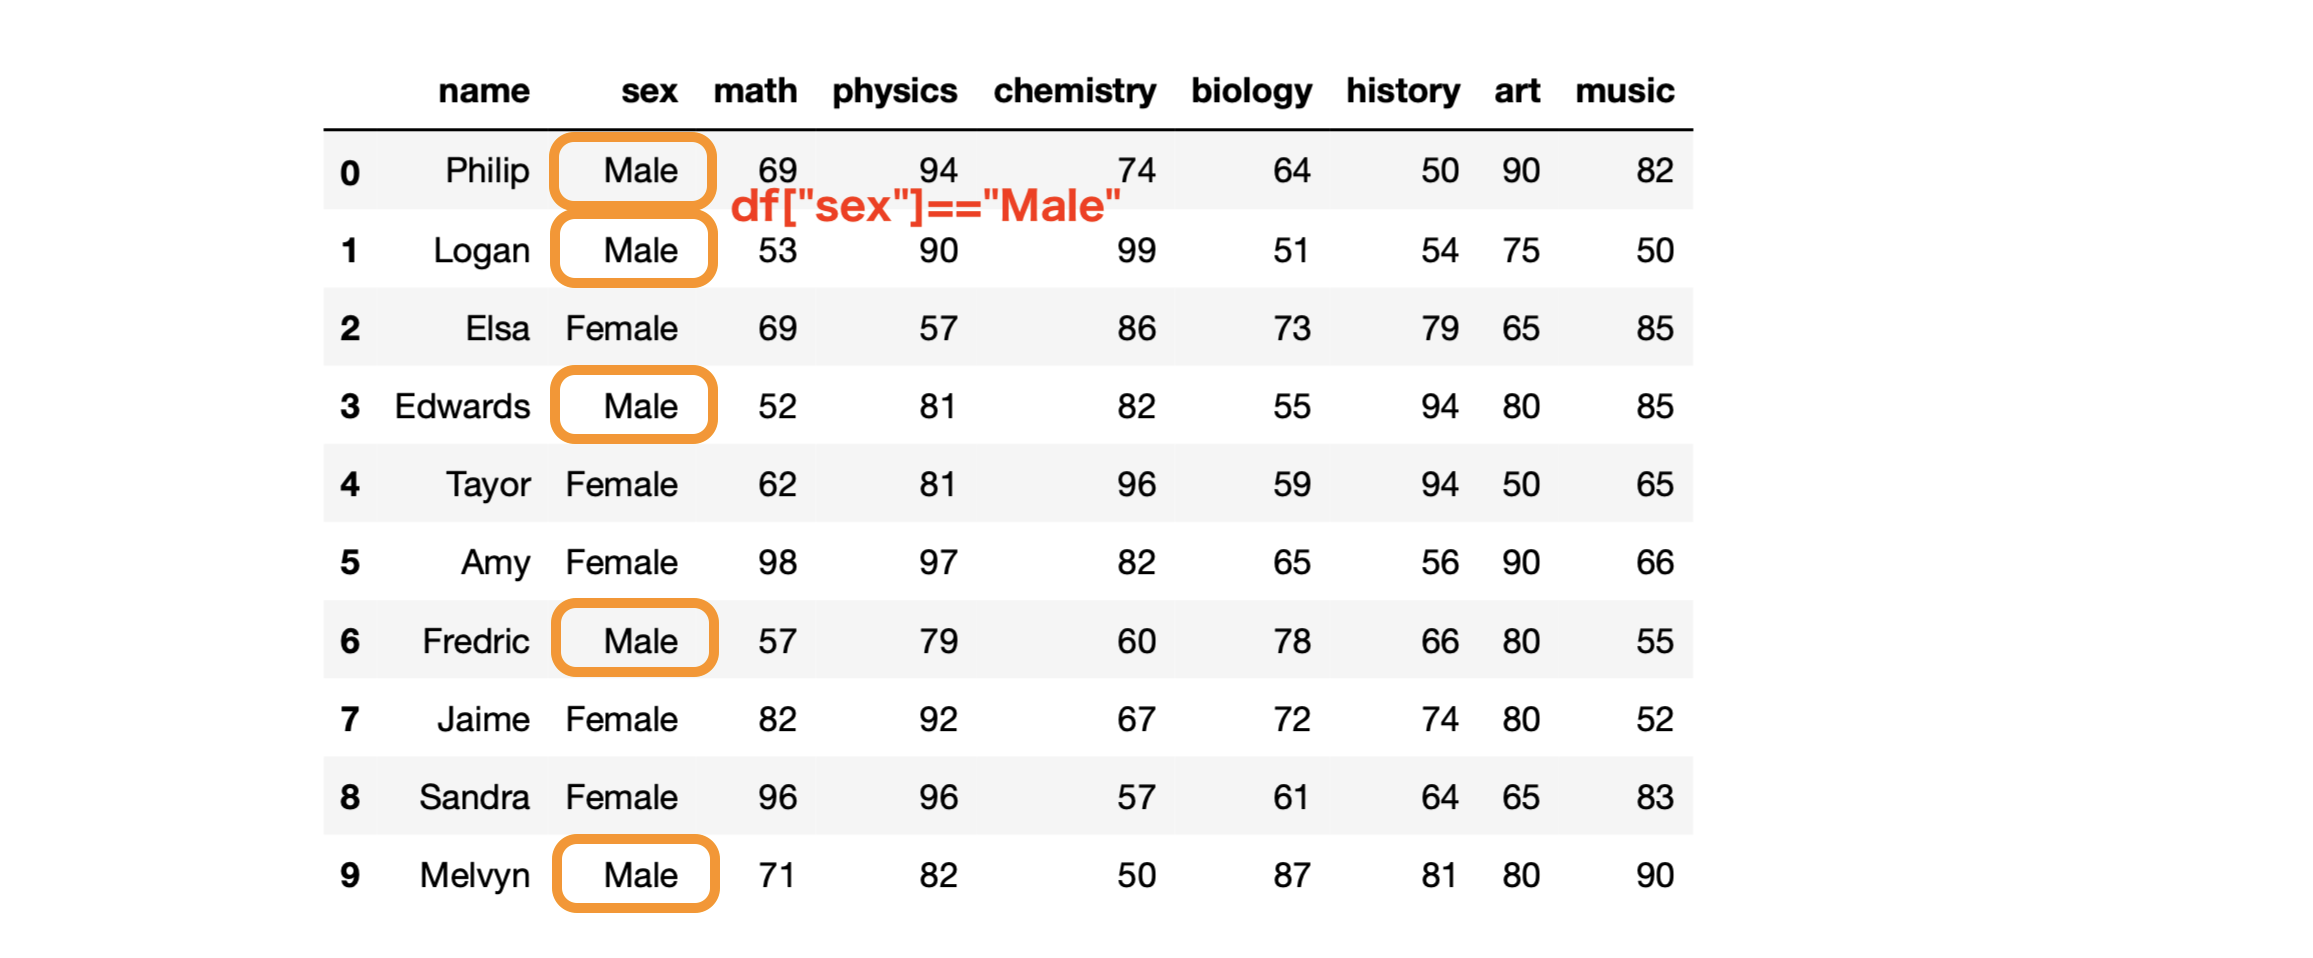 name sex math physics chemistry biology history art music
0 Philip Male 69 94 74 64 50 90 82
df["sex"]=="Male"
1 Logan Male 53 90 99 51 54 75 50
2 Elsa Female 69 57 86 73 79 65 85
3 Edwards Male 52 81 82 55 94 80 85
4 Tayor Female 62 81 96 59 94 50 65
5 Amy Female 98 97 82 65 56 90 66
6 Fredric Male 57 79 60 78 66 80 55
7 Jaime Female 82 92 67 72 74 80 52
8 Sandra Female 96 96 57 61 64 65 83
9 Melvyn Male 71 82 50 87 81 80 90